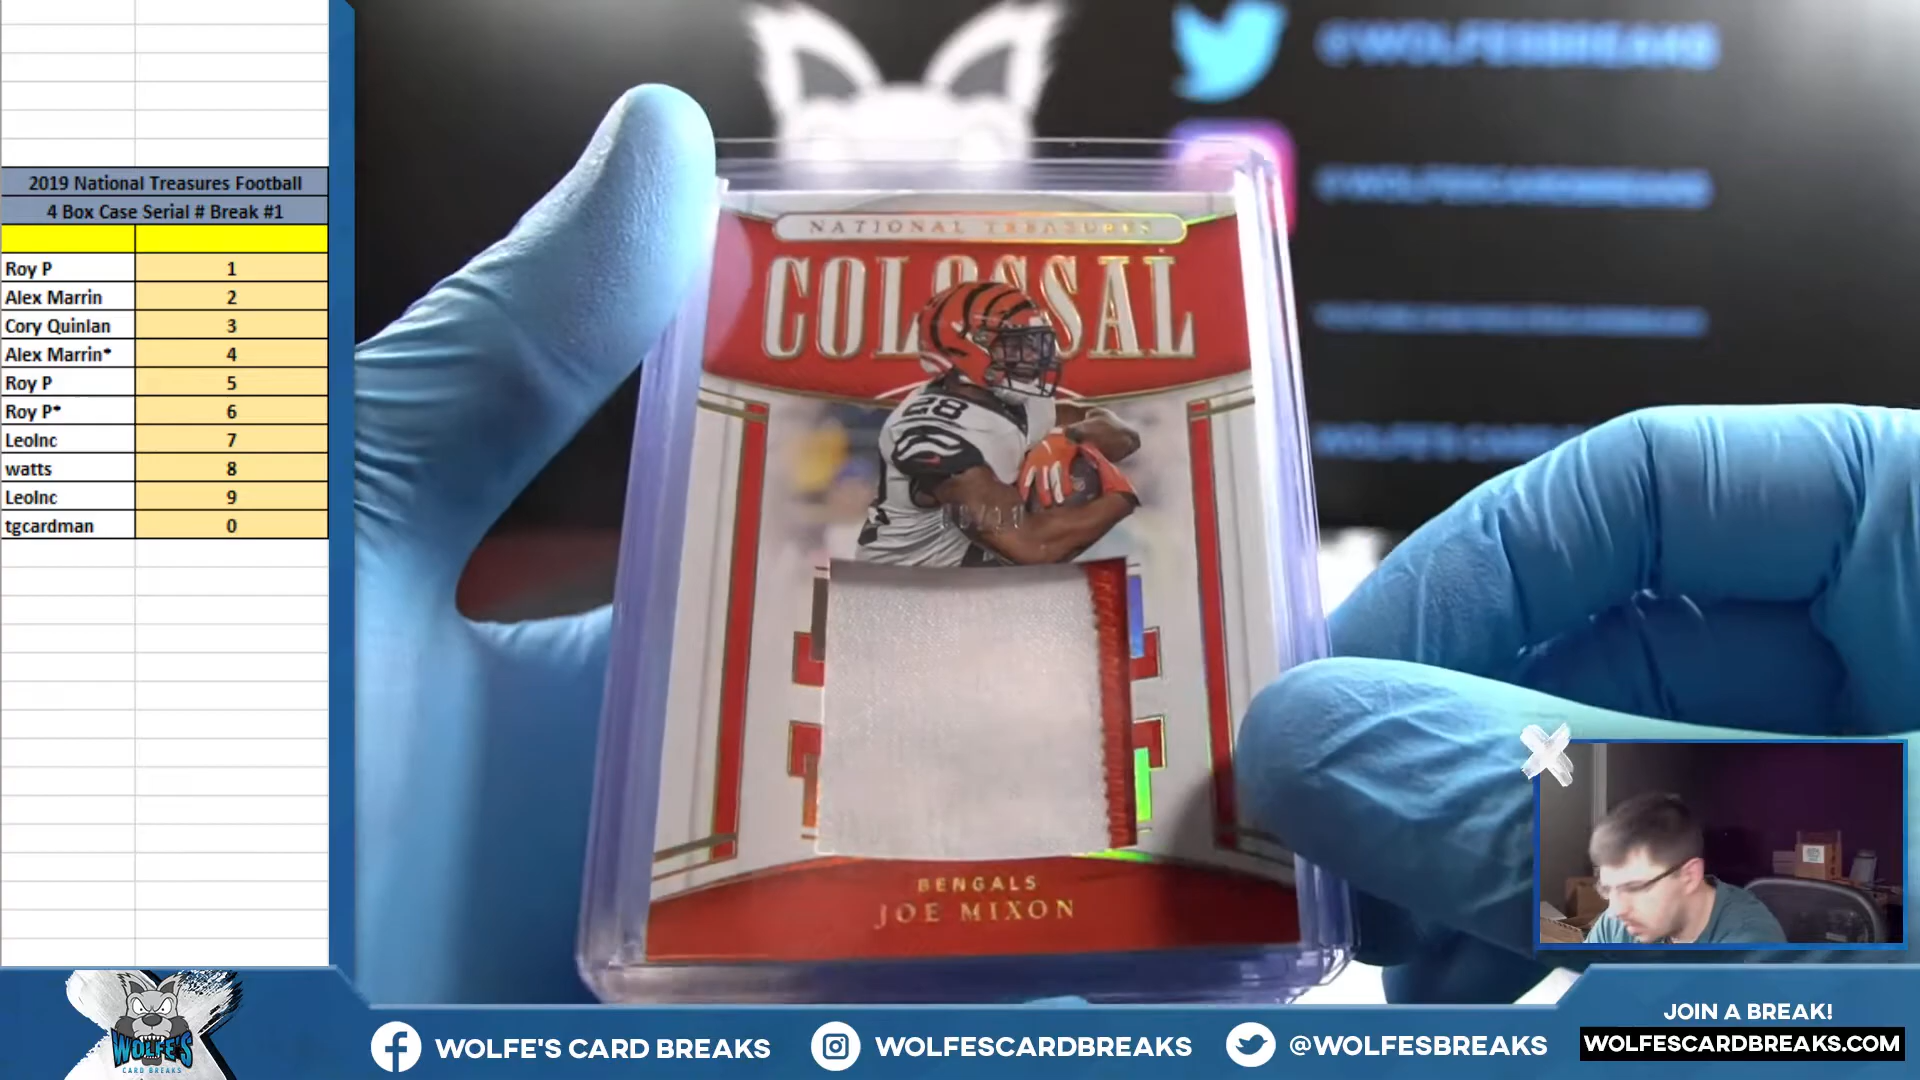 2019 National Treasures Football
4 Box Case Serial # Break #1
Roy P 1
Alex Marrin 2
Cory Quinlan 3
Alex Marrin* 4
Roy P 5
Roy P* 6
LeoInc 7
watts 8
LeoInc 9
tgcardman 0
@WOLFESBREAKS
@WOLFESCARDBREAKS
NATIONAL TREASURES
COLOSSAL
28
BENGALS
JOE MIXON
WOLFE'S
CARD BREAKS
WOLFE'S CARD BREAKS
WOLFESCARDBREAKS
@WOLFESBREAKS
JOIN A BREAK!
WOLFESCARDBREAKS.COM